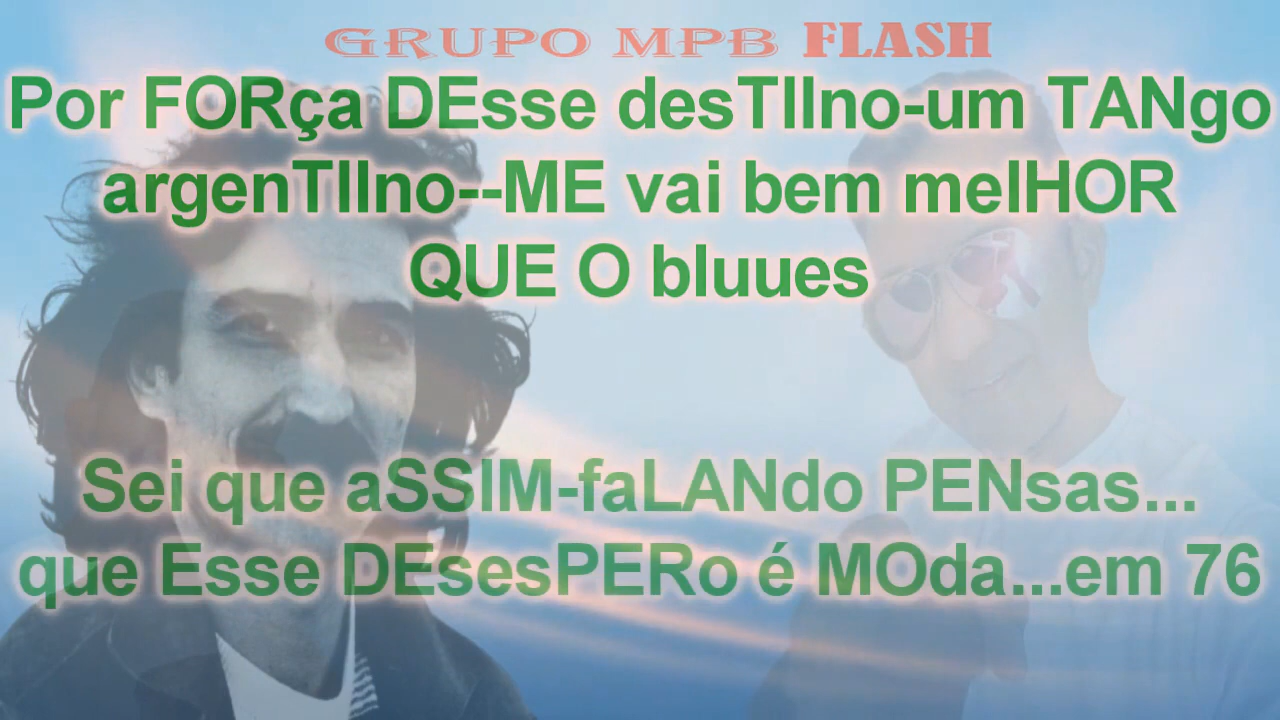 GRUPO MPB FLASH
Por FORça DEsse desTIIno-um TANgo
argenTIIno--ME vai bem melHOR
QUE O bluues
Sei que aSSIM-faLANdo PENsas...
que Esse DEsesPERo é MOda...em 76